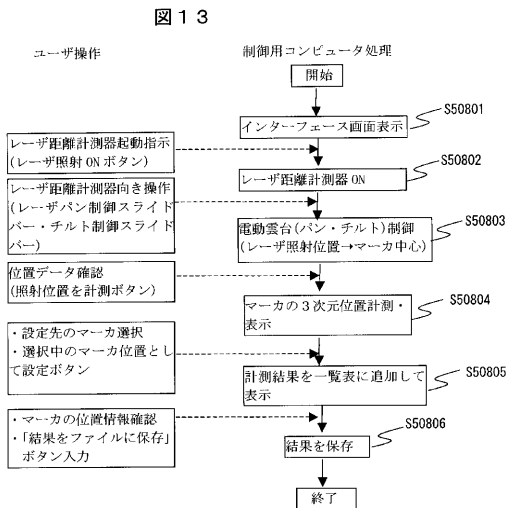 図１３
ユーザ操作
制御用コンピュータ処理
開始
インターフェース画面表示
S50801
レーザ距離計測器起動指示
(レーザ照射 ON ボタン)
レーザ距離計測器 ON
S50802
レーザ距離計測器向き操作
(レーザパン制御スライド
バー・チルト制御スライド
バー)
電動雲台(パン・チルト)制御
(レーザ照射位置→マーカ中心)
S50803
位置データ確認
(照射位置を計測ボタン)
マーカの３次元位置計測・
表示
S50804
・設定先のマーカ選択
・選択中のマーカ位置とし
て設定ボタン
計測結果を一覧表に追加して
表示
S50805
・マーカの位置情報確認
・「結果をファイルに保存」
ボタン入力
結果を保存
S50806
終了